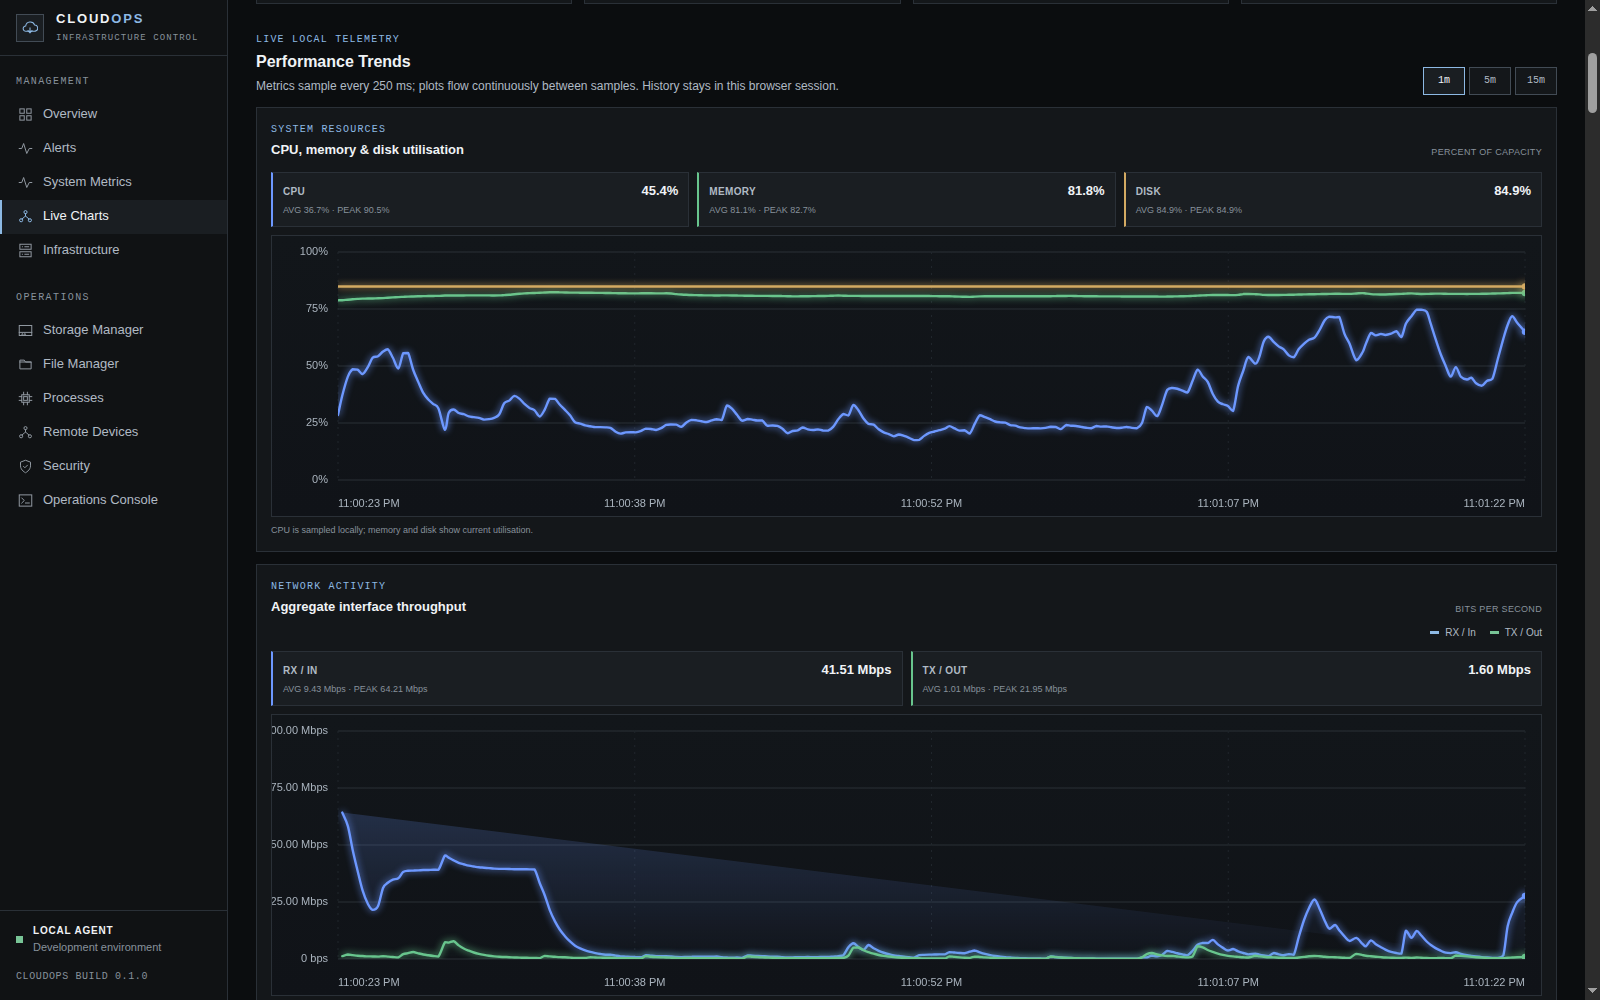 CLOUDOPS
INFRASTRUCTURE CONTROL
MANAGEMENT
Overview
Alerts
System Metrics
Live Charts
Infrastructure
OPERATIONS
Storage Manager
File Manager
Processes
Remote Devices
Security
Operations Console
LOCAL AGENT
Development environment
CLOUDOPS BUILD 0.1.0
LIVE LOCAL TELEMETRY
Performance Trends
Metrics sample every 250 ms; plots flow continuously between samples. History stays in this browser session.
1m 5m 15m
SYSTEM RESOURCES
CPU, memory & disk utilisation
PERCENT OF CAPACITY
CPU 45.4%
AVG 36.7% · PEAK 90.5%
MEMORY 81.8%
AVG 81.1% · PEAK 82.7%
DISK 84.9%
AVG 84.9% · PEAK 84.9%
100%
75%
50%
25%
0%
11:00:23 PM 11:00:38 PM 11:00:52 PM 11:01:07 PM 11:01:22 PM
CPU is sampled locally; memory and disk show current utilisation.
NETWORK ACTIVITY
Aggregate interface throughput
BITS PER SECOND
RX / In TX / Out
RX / IN 41.51 Mbps
AVG 9.43 Mbps · PEAK 64.21 Mbps
TX / OUT 1.60 Mbps
AVG 1.01 Mbps · PEAK 21.95 Mbps
00.00 Mbps
75.00 Mbps
50.00 Mbps
25.00 Mbps
0 bps
11:00:23 PM 11:00:38 PM 11:00:52 PM 11:01:07 PM 11:01:22 PM